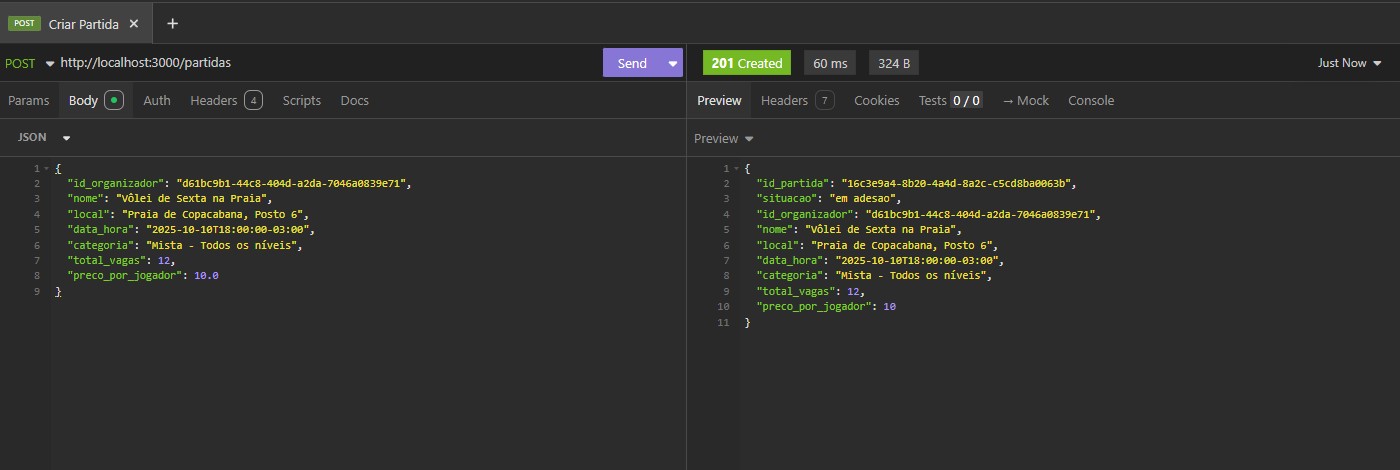 POST Criar Partida × +
POST http://localhost:3000/partidas Send
201 Created 60 ms 324 B Just Now
Params Body Auth Headers 4 Scripts Docs
Preview Headers 7 Cookies Tests 0 / 0 → Mock Console
JSON
Preview
1 {
2 "id_organizador": "d61bc9b1-44c8-404d-a2da-7046a0839e71",
3 "nome": "Vôlei de Sexta na Praia",
4 "local": "Praia de Copacabana, Posto 6",
5 "data_hora": "2025-10-10T18:00:00-03:00",
6 "categoria": "Mista - Todos os níveis",
7 "total_vagas": 12,
8 "preco_por_jogador": 10.0
9 }
1 {
2 "id_partida": "16c3e9a4-8b20-4a4d-8a2c-c5cd8ba0063b",
3 "situacao": "em adesao",
4 "id_organizador": "d61bc9b1-44c8-404d-a2da-7046a0839e71",
5 "nome": "Vôlei de Sexta na Praia",
6 "local": "Praia de Copacabana, Posto 6",
7 "data_hora": "2025-10-10T18:00:00-03:00",
8 "categoria": "Mista - Todos os níveis",
9 "total_vagas": 12,
10 "preco_por_jogador": 10
11 }